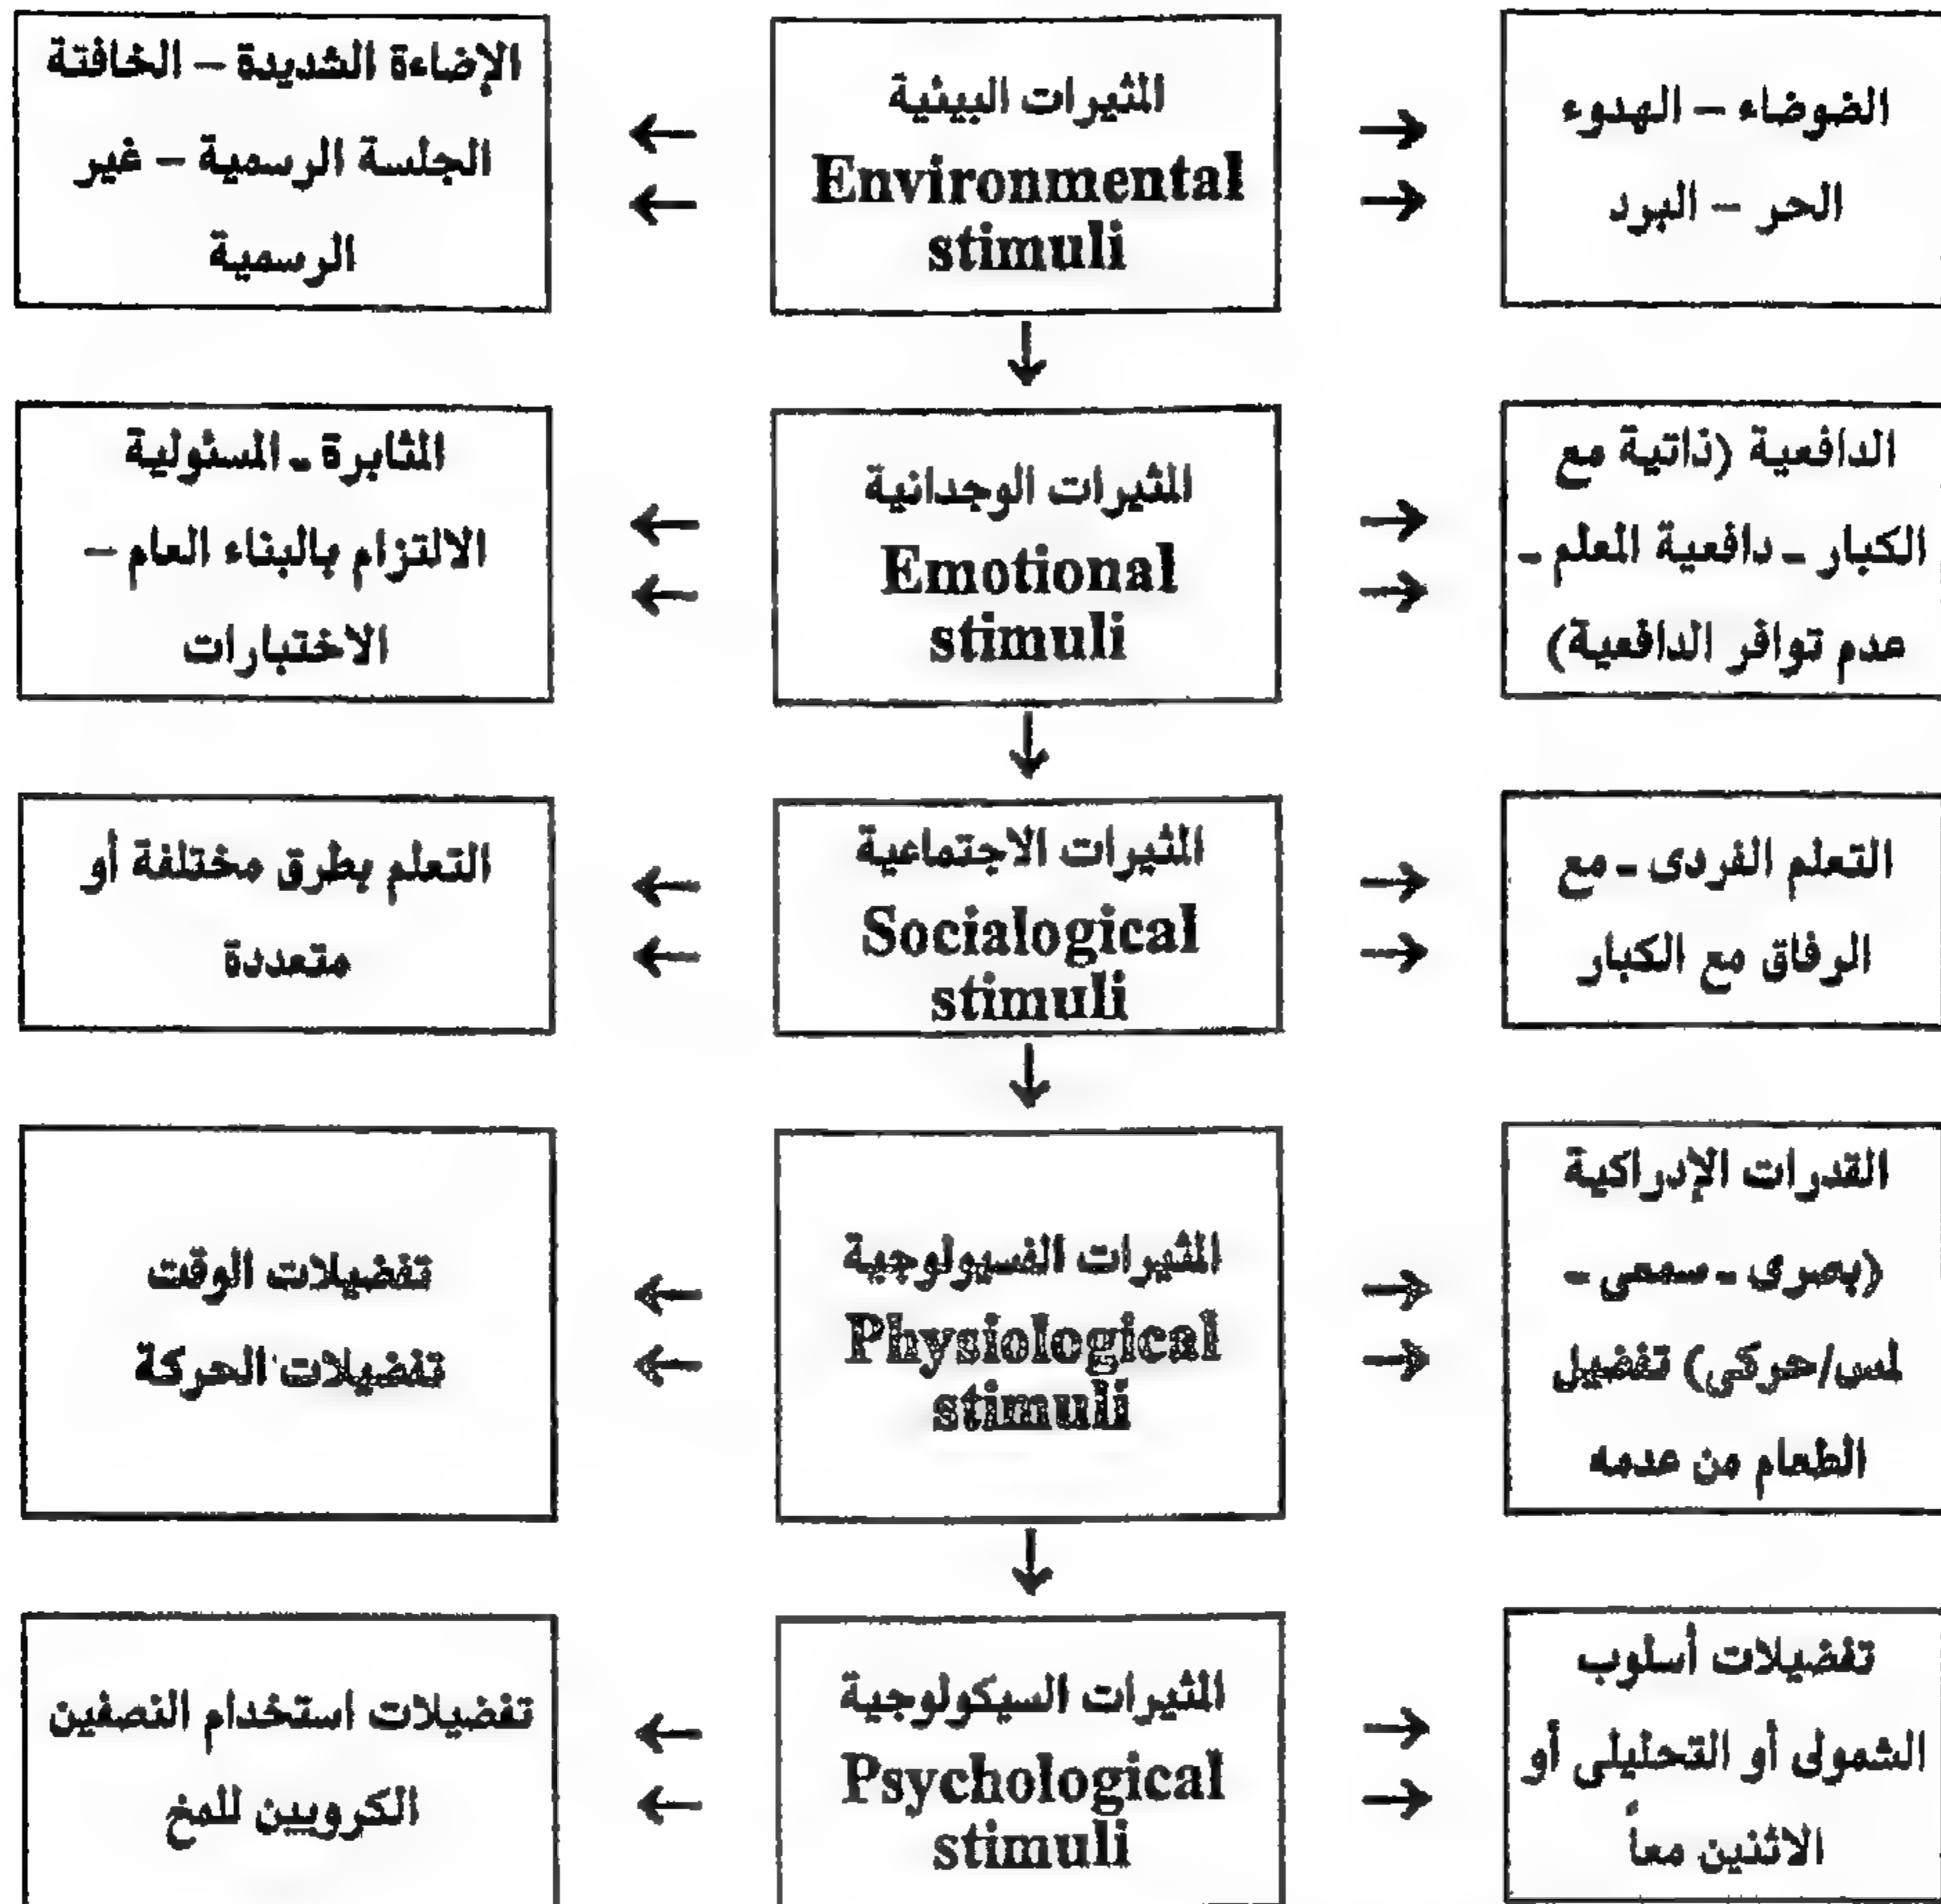 الضوضاء – الهدوء
الحر – البرد
المثيرات البيئية
Environmental
stimuli
الإضاءة الشديدة – الخافتة
الجلسة الرسمية – غير
الرسمية
الدافعية (ذاتية مع
الكبار - دافعية المعلم -
عدم توافر الدافعية)
المثيرات الوجدانية
Emotional
stimuli
المثابرة - المسئولية
الالتزام بالبناء العام –
الاختبارات
التعلم الفردى - مع
الرفاق مع الكبار
المثيرات الاجتماعية
Socialogical
stimuli
التعلم بطرق مختلفة أو
متعددة
القدرات الإدراكية
(بصرى - سمعى -
لمس/حركى) تفضيل
الطعام من عدمه
المثيرات الفسيولوجية
Physiological
stimuli
تفضيلات الوقت
تفضيلات الحركة
تفضيلات أسلوب
الشمولى أو التحليلى أو
الاثنين معاً
المثيرات السيكولوجية
Psychological
stimuli
تفضيلات استخدام النصفين
الكرويين للمخ